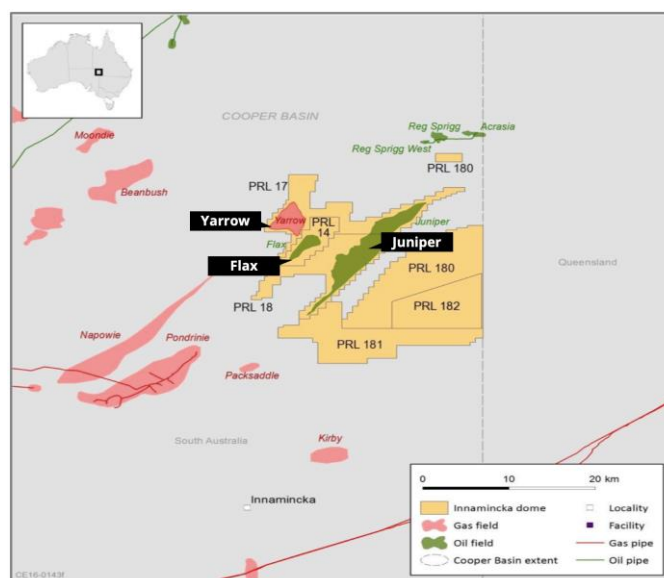 COOPER BASIN
Moondie
Beanbush
Reg Sprigg
Acrasia
Reg Sprigg West
PRL 180
PRL 17
Yarrow
Yarrow
PRL
14
Juniper
Flax
Juniper
Flax
PRL 180
Queensland
PRL 18
PRL 182
Napowie
Pondrinie
PRL 181
Packsaddle
South Australia
Kirby
Innamincka
0 10 20 km
Innamincka dome
Gas field
Oil field
Cooper Basin extent
Locality
Facility
Gas pipe
Oil pipe
CE16-0143f